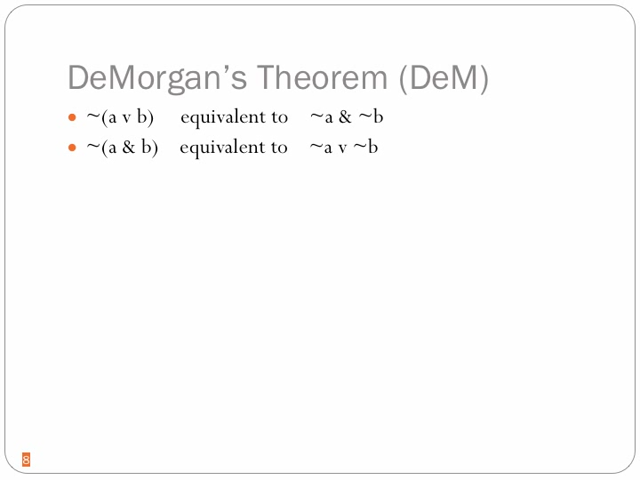 DeMorgan’s Theorem (DeM)
• ~(a v b) equivalent to ~a & ~b
• ~(a & b) equivalent to ~a v ~b
8